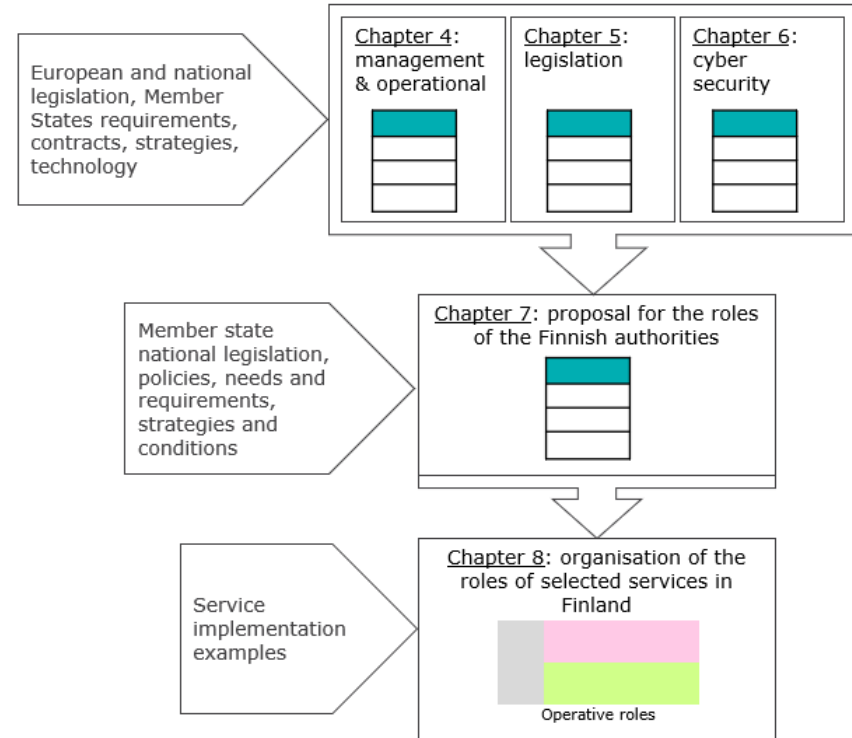 European and national
legislation, Member
States requirements,
contracts, strategies,
technology
Chapter 4:
management
& operational
Chapter 5:
legislation
Chapter 6:
cyber
security
Member state
national legislation,
policies, needs and
requirements,
strategies and
conditions
Chapter 7: proposal for the roles
of the Finnish authorities
Service
implementation
examples
Chapter 8: organisation of the
roles of selected services in
Finland
Operative roles